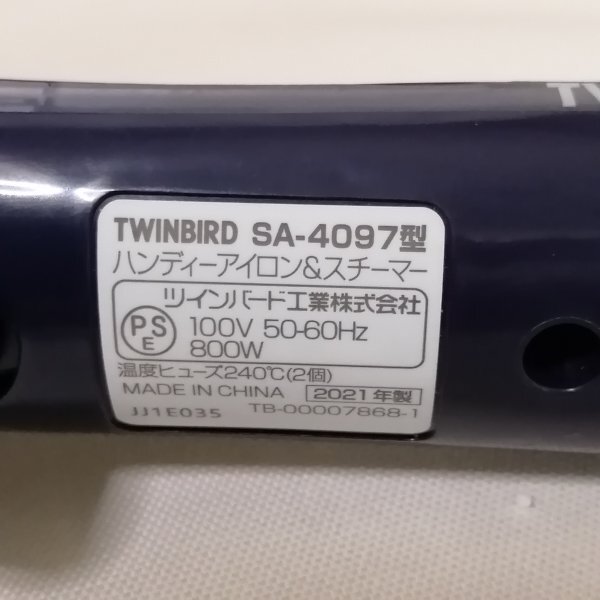 TW
TWINBIRD SA-4097型
ハンディーアイロン&スチーマー
ツインバード工業株式会社
PSE 100V 50-60Hz
800W
温度ヒューズ240℃(2個)
MADE IN CHINA 2021年製
JJ1E035 TB-00007868-1